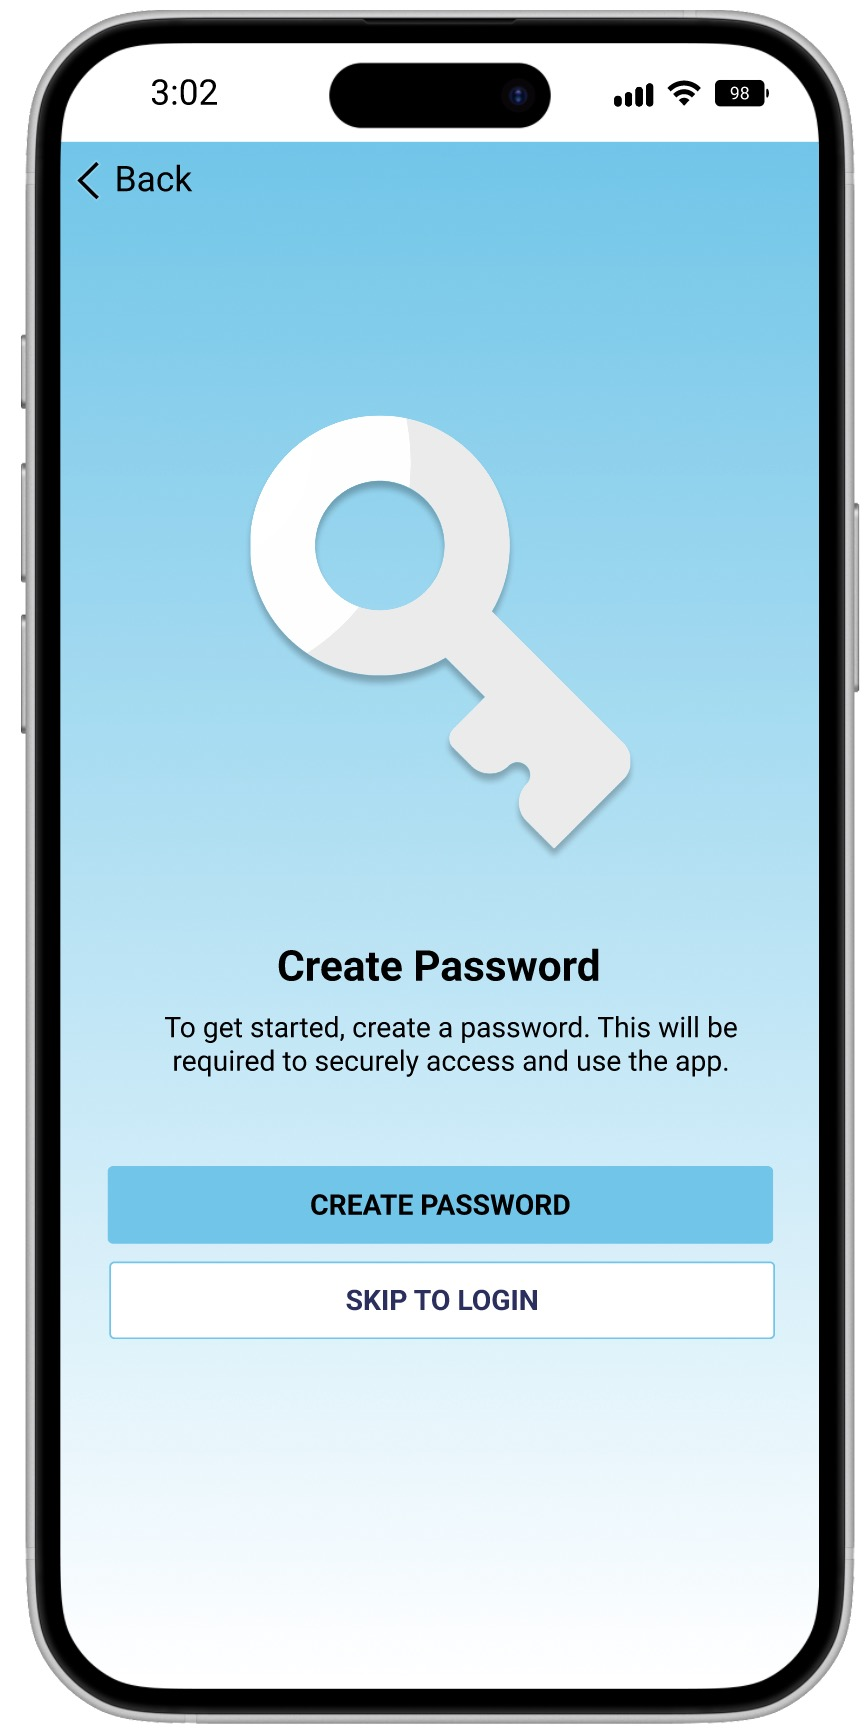 3:02
98
Back
Create Password
To get started, create a password. This will be
required to securely access and use the app.
CREATE PASSWORD
SKIP TO LOGIN